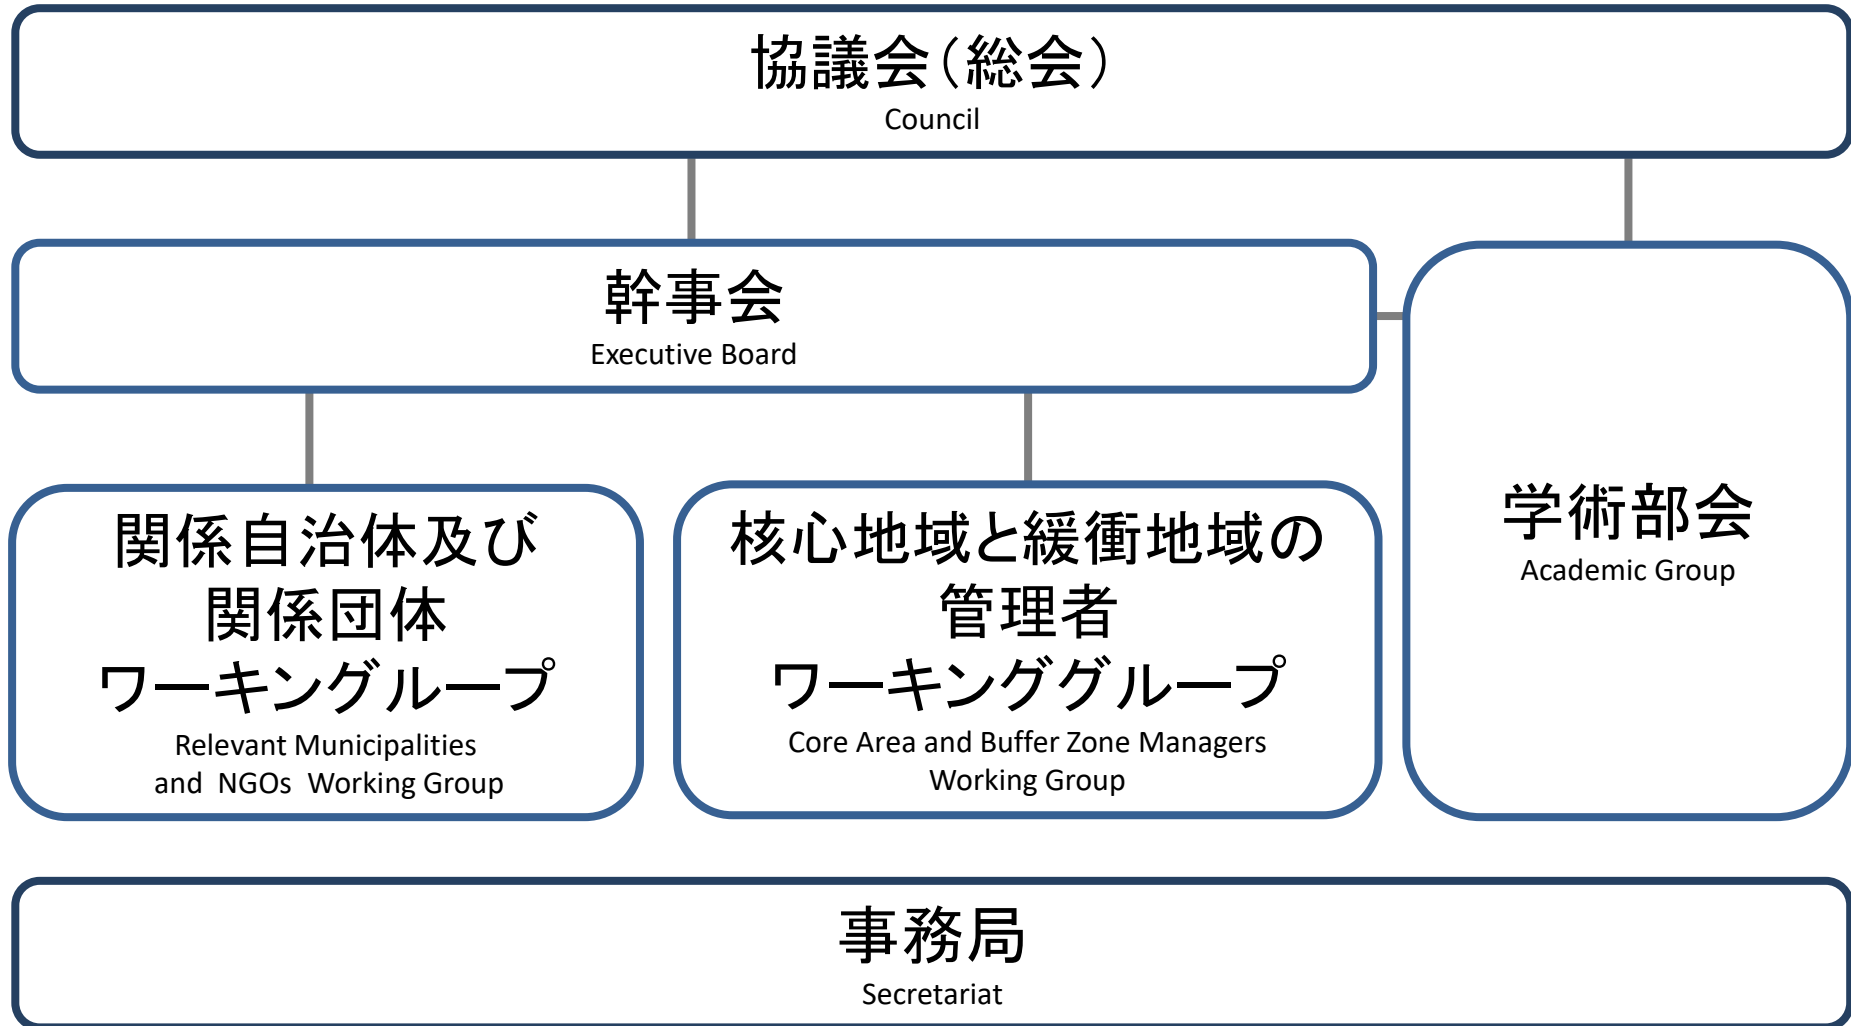 協議会（総会）
Council
幹事会
Executive Board
関係自治体及び
関係団体
ワーキングループ
Relevant Municipalities
and NGOs Working Group
核心地域と緩衝地域の
管理者
ワーキンググループ
Core Area and Buffer Zone Managers
Working Group
学術部会
Academic Group
事務局
Secretariat